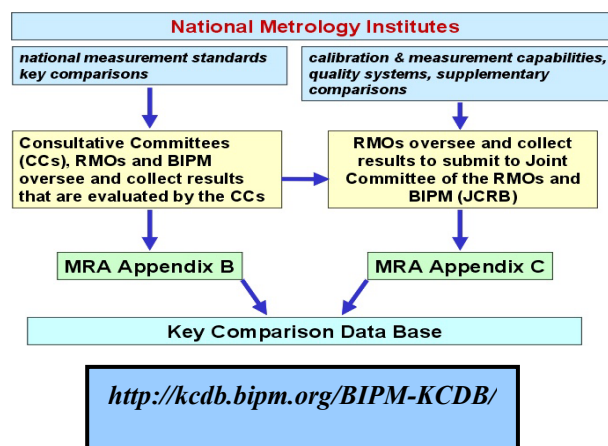 National Metrology Institutes
national measurement standards
key comparisons
calibration & measurement capabilities,
quality systems, supplementary
comparisons
Consultative Committees
(CCs), RMOs and BIPM
oversee and collect results
that are evaluated by the CCs
RMOs oversee and collect
results to submit to Joint
Committee of the RMOs and
BIPM (JCRB)
MRA Appendix B
MRA Appendix C
Key Comparison Data Base
http://kcdb.bipm.org/BIPM-KCDB/